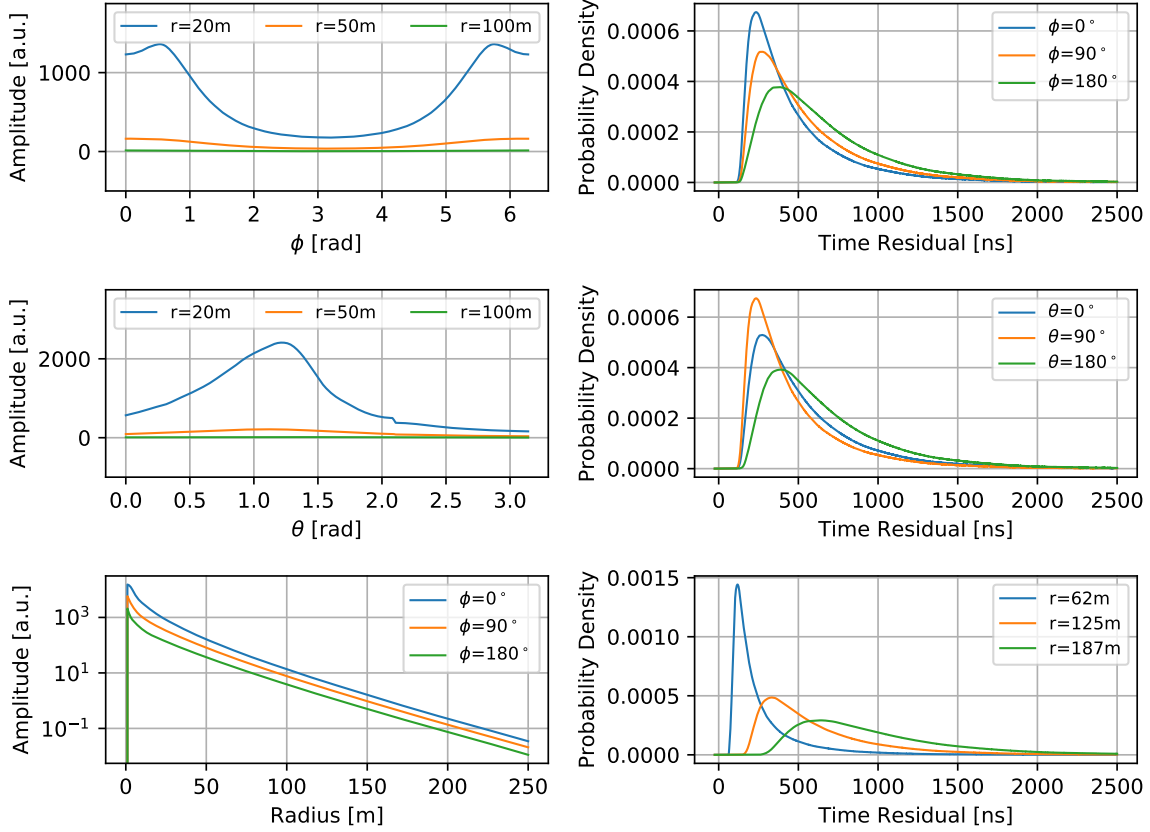 Amplitude [a.u.]
1000
0
r=20m r=50m r=100m
0 1 2 3 4 5 6
ϕ [rad]
Probability Density
0.0006
0.0004
0.0002
0.0000
ϕ=0°
ϕ=90°
ϕ=180°
0 500 1000 1500 2000 2500
Time Residual [ns]
Amplitude [a.u.]
2000
0
r=20m r=50m r=100m
0.0 0.5 1.0 1.5 2.0 2.5 3.0
θ [rad]
Probability Density
0.0006
0.0004
0.0002
0.0000
θ=0°
θ=90°
θ=180°
0 500 1000 1500 2000 2500
Time Residual [ns]
Amplitude [a.u.]
10³
10¹
10⁻¹
ϕ=0°
ϕ=90°
ϕ=180°
0 50 100 150 200 250
Radius [m]
Probability Density
0.0015
0.0010
0.0005
0.0000
r=62m
r=125m
r=187m
0 500 1000 1500 2000 2500
Time Residual [ns]